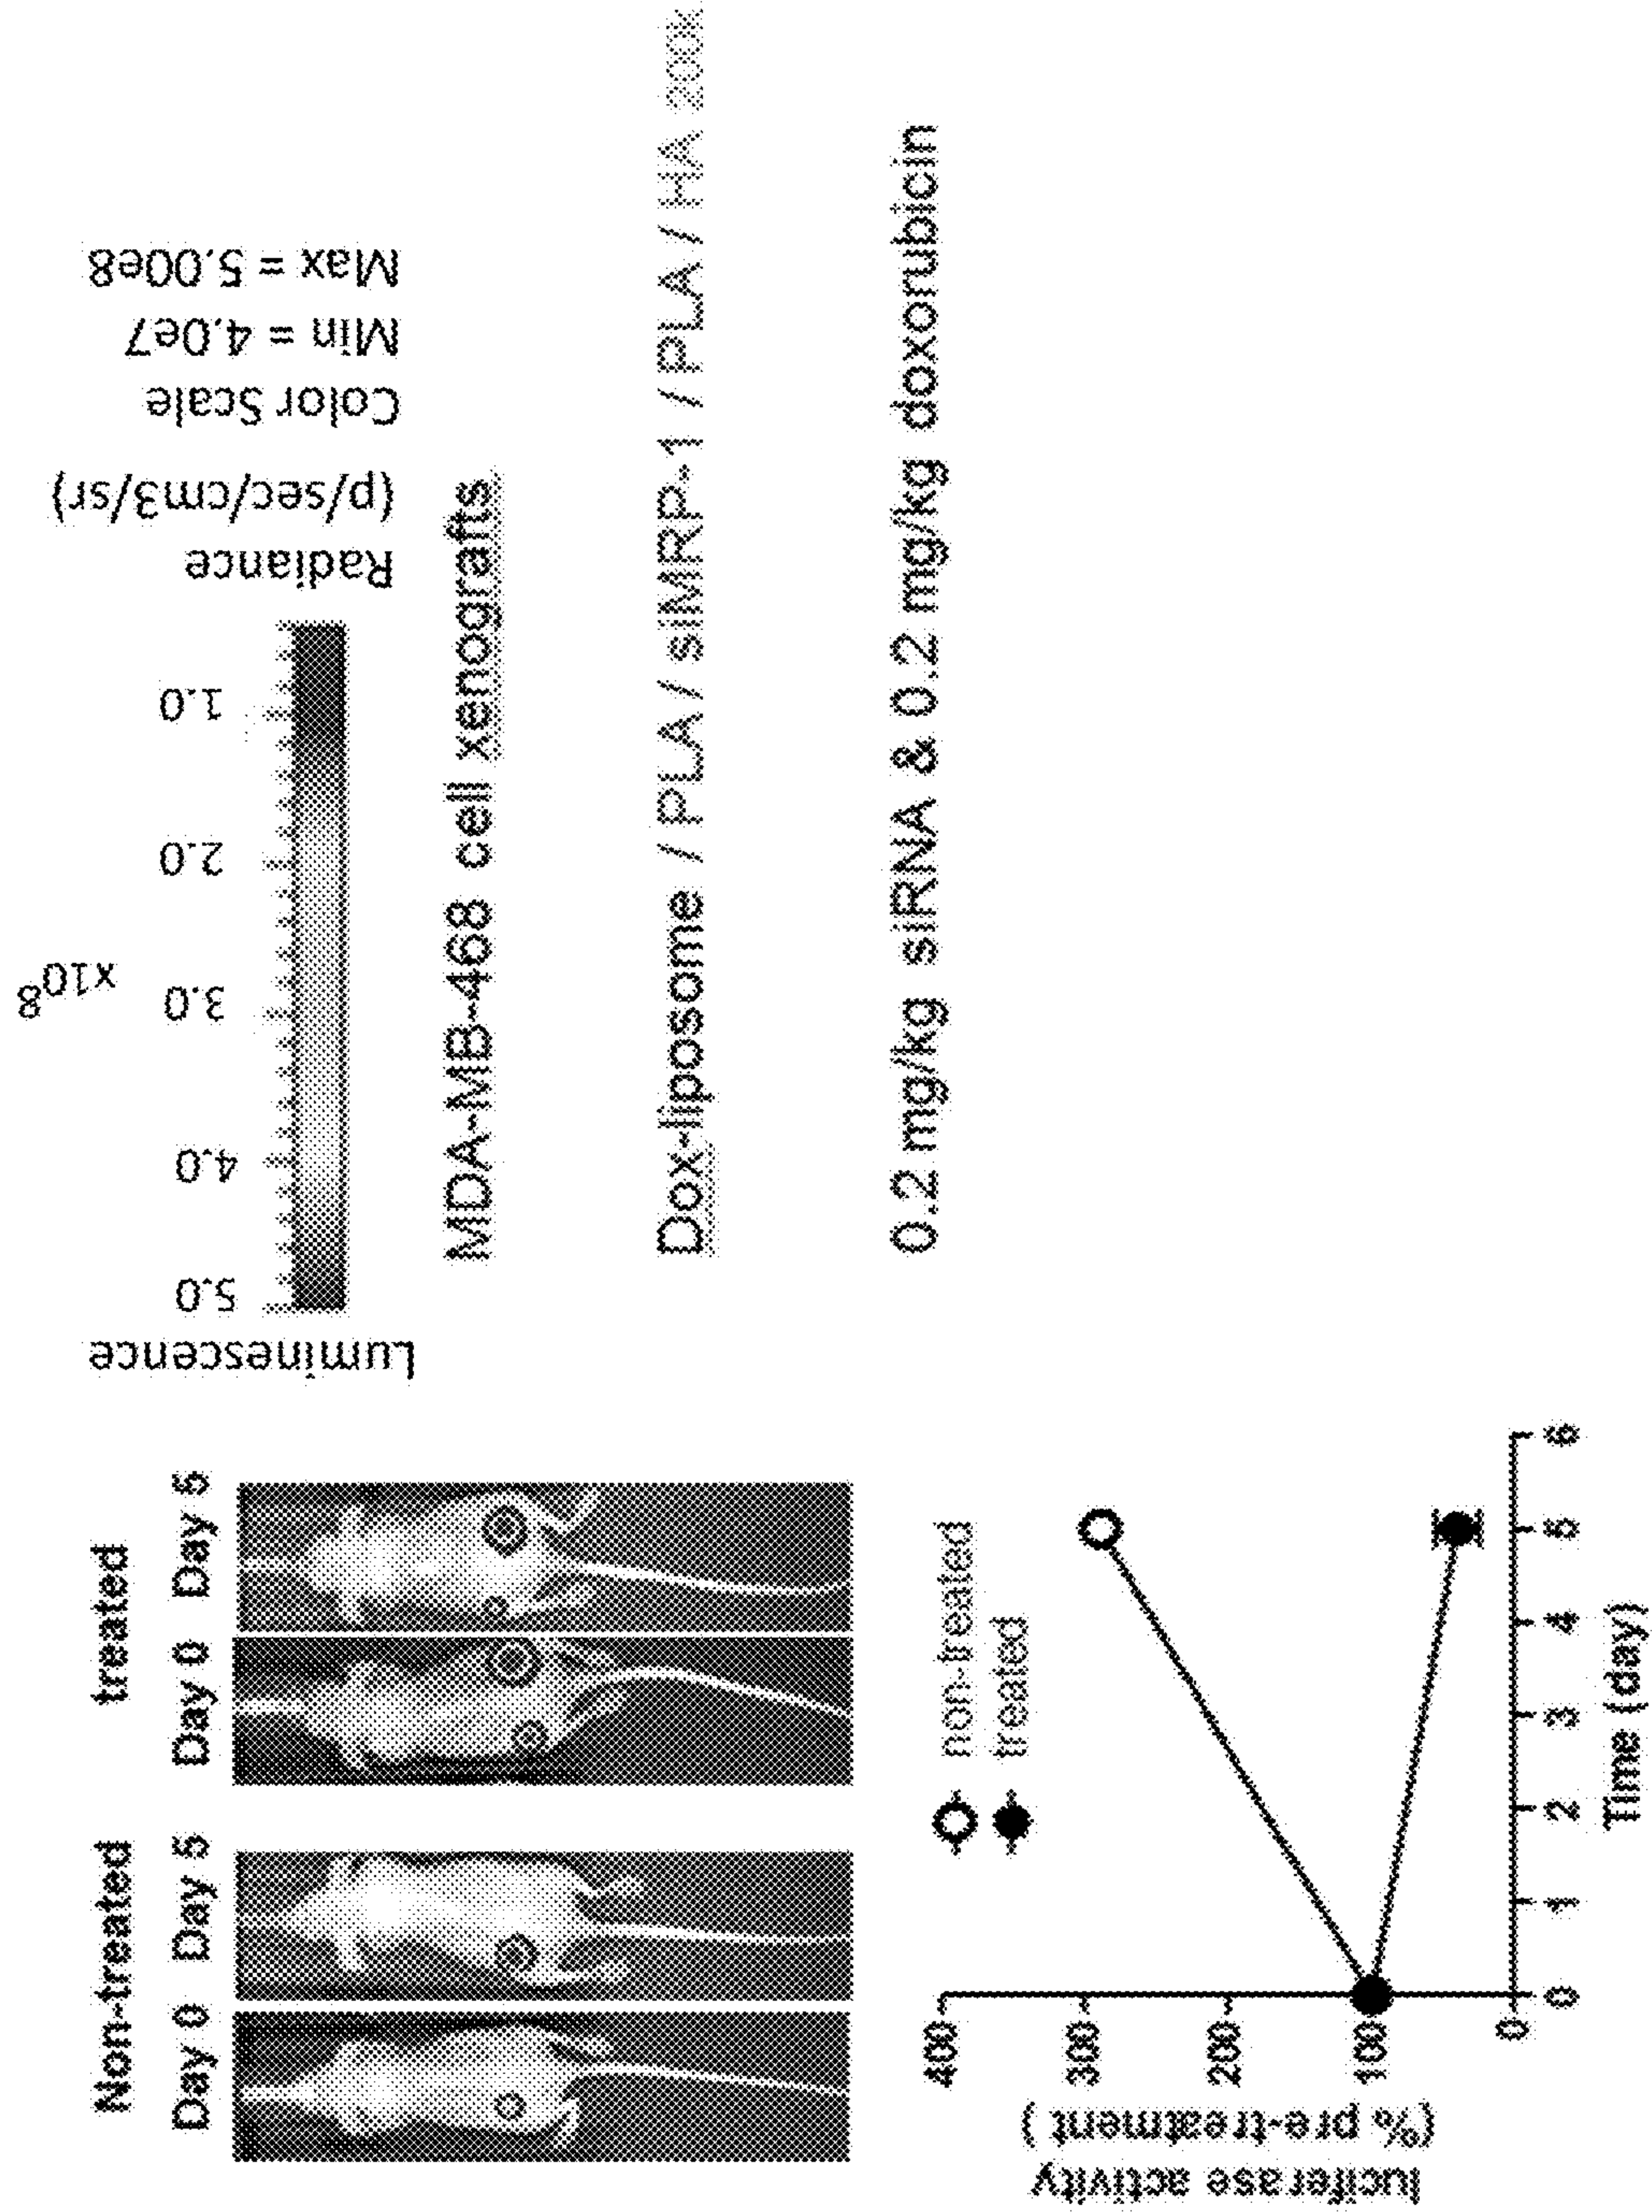 Non-treated
treated
Day 0 Day 5
Day 0 Day 5
Luminescence
5.0
4.0
3.0
2.0
1.0
x10⁸
Radiance
(p/sec/cm3/sr)
Color Scale
Min = 4.0e7
Max = 5.00e8
MDA-MB-468 cell xenografts
Dox-liposome / PLA / siMRP-1 / PLA / HA 200k
0.2 mg/kg siRNA & 0.2 mg/kg doxorubicin
luciferase activity
(% pre-treatment )
400
300
200
100
0
non-treated
treated
0 1 2 3 4 5 6
Time (day)